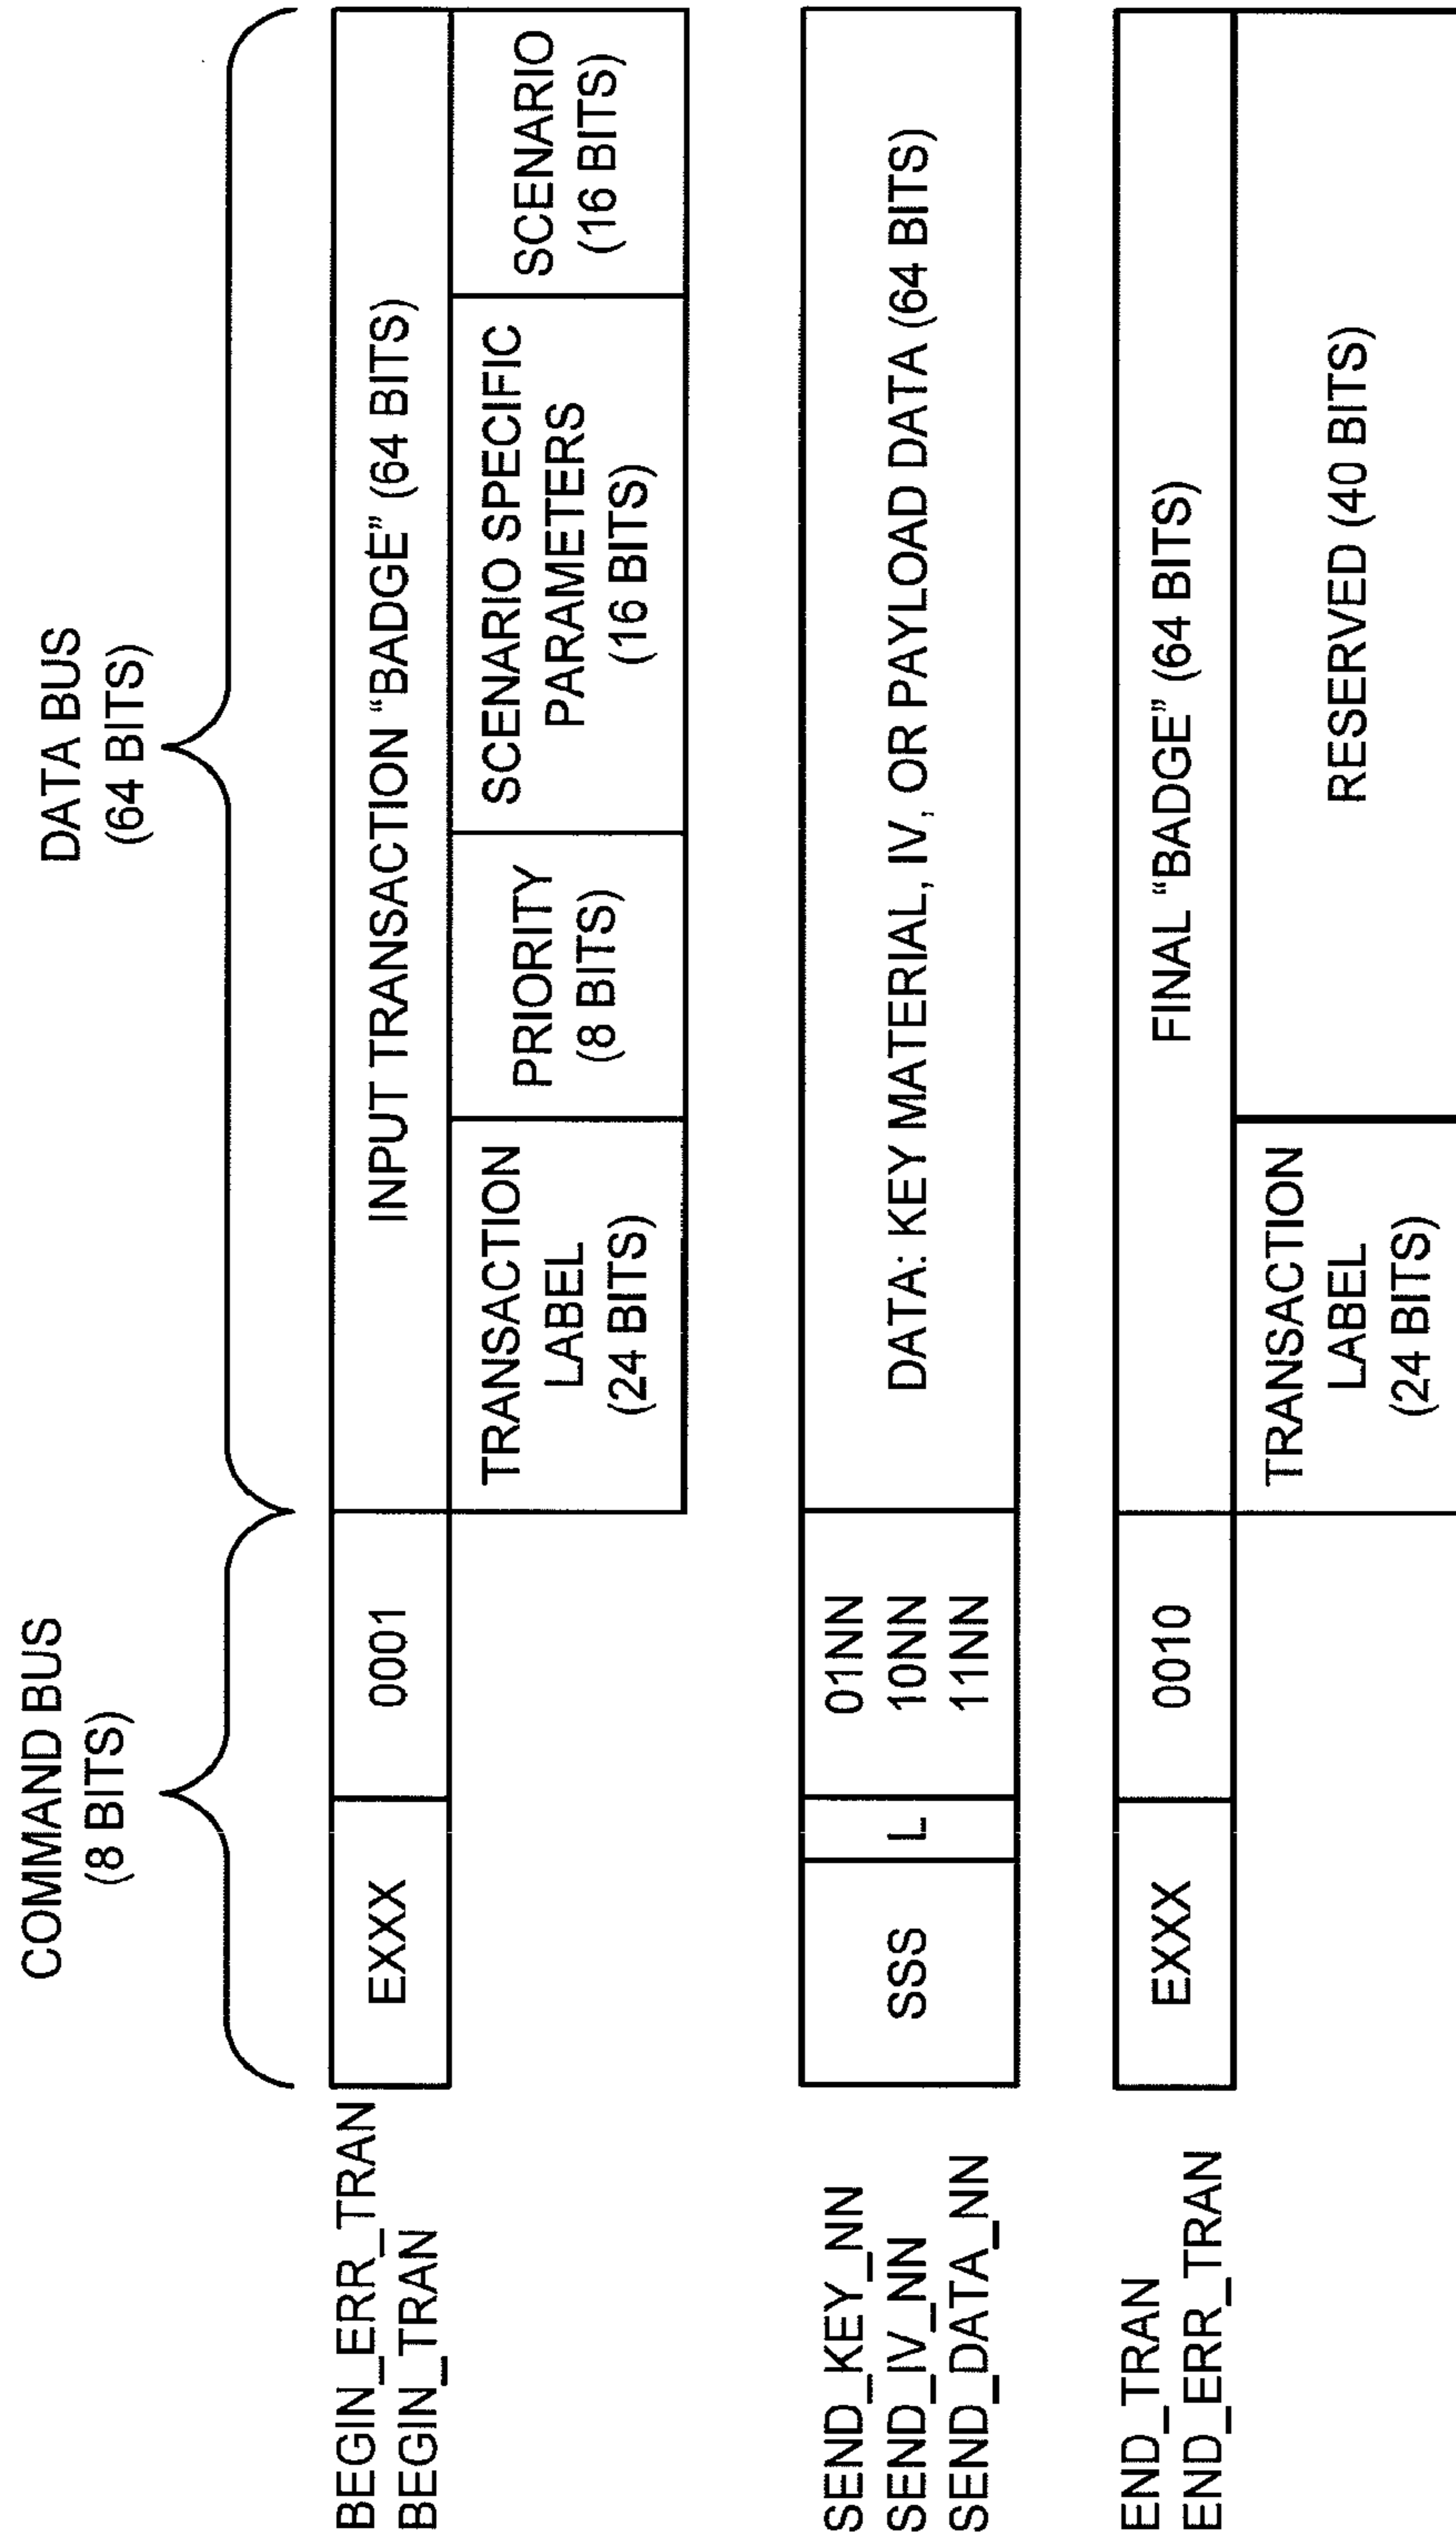 COMMAND BUS
(8 BITS)
DATA BUS
(64 BITS)
BEGIN_ERR_TRAN
BEGIN_TRAN
EXXX
0001
INPUT TRANSACTION “BADGE” (64 BITS)
TRANSACTION
LABEL
(24 BITS)
PRIORITY
(8 BITS)
SCENARIO SPECIFIC
PARAMETERS
(16 BITS)
SCENARIO
(16 BITS)
SEND_KEY_NN
SEND_IV_NN
SEND_DATA_NN
SSS
L
01NN
10NN
11NN
DATA: KEY MATERIAL, IV, OR PAYLOAD DATA (64 BITS)
END_TRAN
END_ERR_TRAN
EXXX
0010
FINAL “BADGE” (64 BITS)
TRANSACTION
LABEL
(24 BITS)
RESERVED (40 BITS)